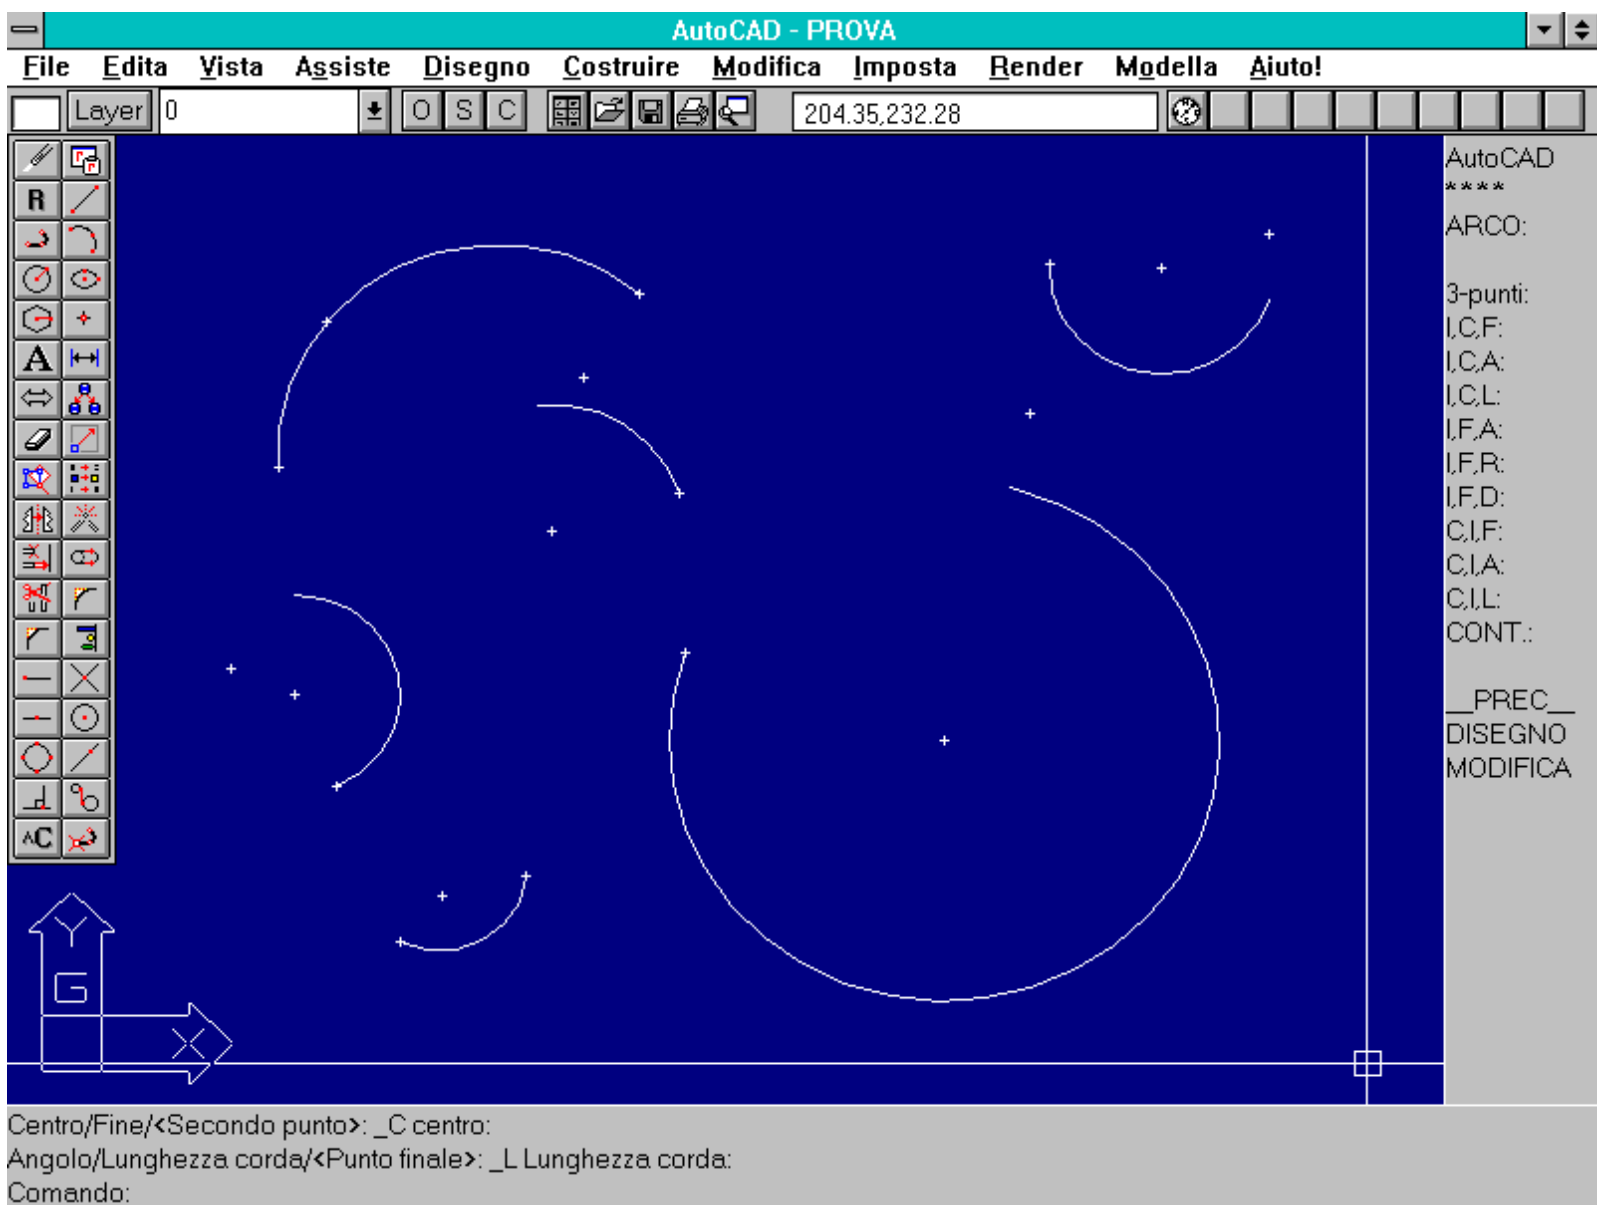 AutoCAD - PROVA
File Edita Vista Assiste Disegno Costruire Modifica Imposta Render Modella Aiuto!
Layer 0 O S C 204.35,232.28
AutoCAD
****
ARCO:
3-punti:
I,C,F:
I,C,A:
I,C,L:
I,F,A:
I,F,R:
I,F,D:
C,I,F:
C,I,A:
C,I,L:
CONT.:
__PREC__
DISEGNO
MODIFICA
R
A
^C
Y
G
X
Centro/Fine/<Secondo punto>: _C centro:
Angolo/Lunghezza corda/<Punto finale>: _L Lunghezza corda:
Comando: